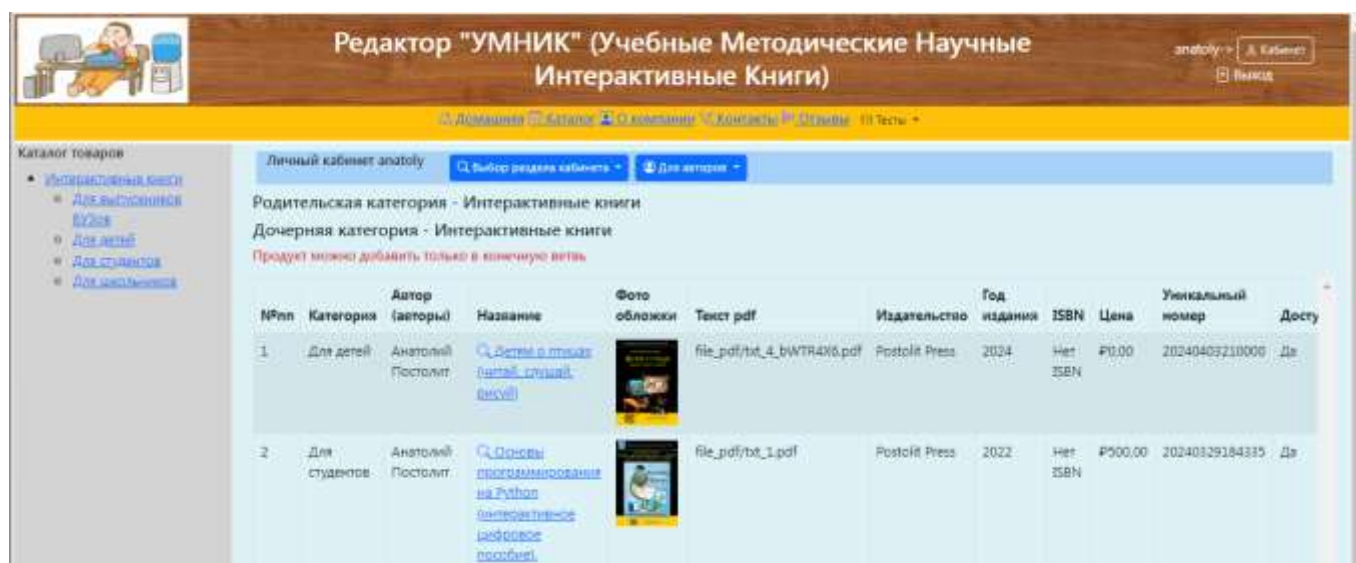 Редактор "УМНИК" (Учебные Методические Научные
Интерактивные Книги)
anatoly-> Кабинет
Выход
Домашняя Каталог О компании Контакты Отзывы Тесты
Каталог товаров
Интерактивные книги
Для выпускников
ВУЗов
Для детей
Для студентов
Для школьников
Личный кабинет anatoly Выбор раздела кабинета Для авторов
Родительская категория - Интерактивные книги
Дочерняя категория - Интерактивные книги
Продукт можно добавить только в конечную ветвь
№пп Категория Автор (авторы) Название Фото обложки Текст pdf Издательство Год издания ISBN Цена Уникальный номер Досту
1 Для детей Анатолий Постолит Детям о птицах (читай, слушай, рисуй) file_pdf/txt_4_bWTR4X6.pdf Postolit Press 2024 Нет ISBN ₽0.00 20240403210000 Да
2 Для студентов Анатолий Постолит Основы программирования на Python (интерактивное цифровое пособие). file_pdf/txt_1.pdf Postolit Press 2022 Нет ISBN ₽500.00 20240329184335 Да